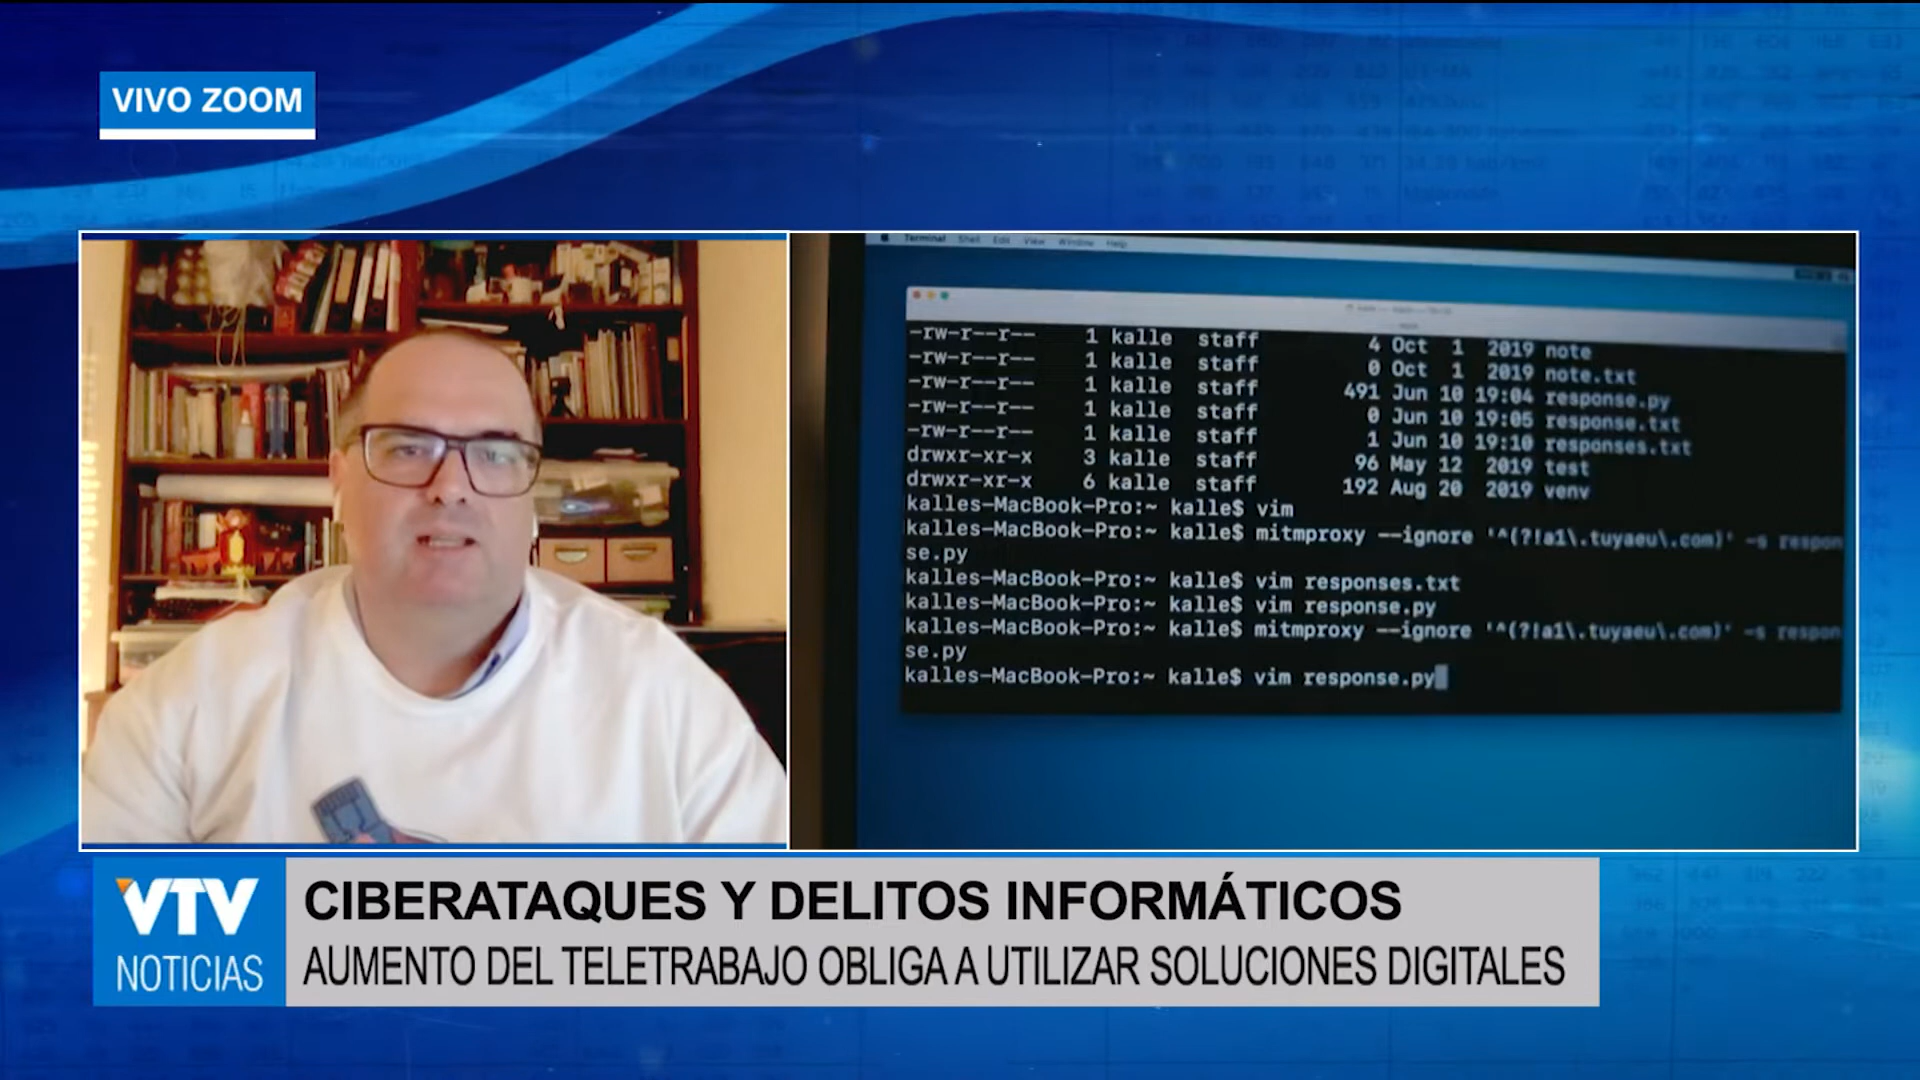 VIVO ZOOM
Terminal Shell Edit View Window Help
-rw-r--r-- 1 kalle staff 4 Oct 1 2019 note
-rw-r--r-- 1 kalle staff 0 Oct 1 2019 note.txt
-rw-r--r-- 1 kalle staff 491 Jun 10 19:04 response.py
-rw-r--r-- 1 kalle staff 0 Jun 10 19:05 response.txt
-rw-r--r-- 1 kalle staff 1 Jun 10 19:10 responses.txt
drwxr-xr-x 3 kalle staff 96 May 12 2019 test
drwxr-xr-x 6 kalle staff 192 Aug 20 2019 venv
kalles-MacBook-Pro:~ kalle$ vim
kalles-MacBook-Pro:~ kalle$ mitmproxy --ignore '^(?!a1\.tuyaeu\.com)' -s respon
se.py
kalles-MacBook-Pro:~ kalle$ vim responses.txt
kalles-MacBook-Pro:~ kalle$ vim response.py
kalles-MacBook-Pro:~ kalle$ mitmproxy --ignore '^(?!a1\.tuyaeu\.com)' -s respon
se.py
kalles-MacBook-Pro:~ kalle$ vim response.py
VTV
NOTICIAS
CIBERATAQUES Y DELITOS INFORMÁTICOS
AUMENTO DEL TELETRABAJO OBLIGA A UTILIZAR SOLUCIONES DIGITALES